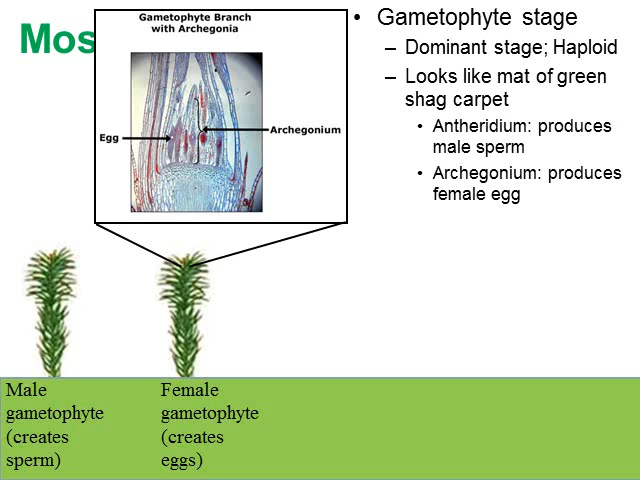 Mos
Gametophyte Branch
with Archegonia
Egg
Archegonium
• Gametophyte stage
– Dominant stage; Haploid
– Looks like mat of green
shag carpet
• Antheridium: produces
male sperm
• Archegonium: produces
female egg
Male
gametophyte
(creates
sperm)
Female
gametophyte
(creates
eggs)